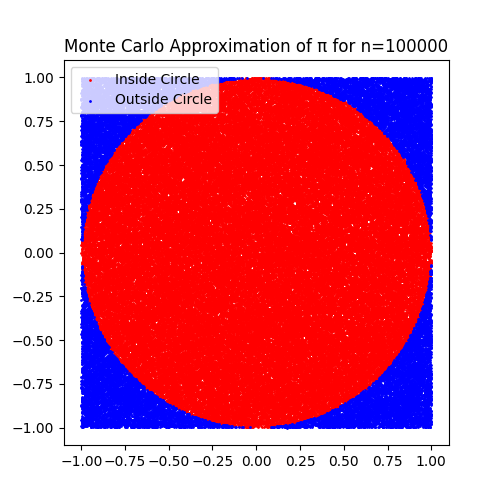 Monte Carlo Approximation of π for n=100000
Inside Circle
Outside Circle
1.00
0.75
0.50
0.25
0.00
−0.25
−0.50
−0.75
−1.00
−1.00 −0.75 −0.50 −0.25 0.00 0.25 0.50 0.75 1.00